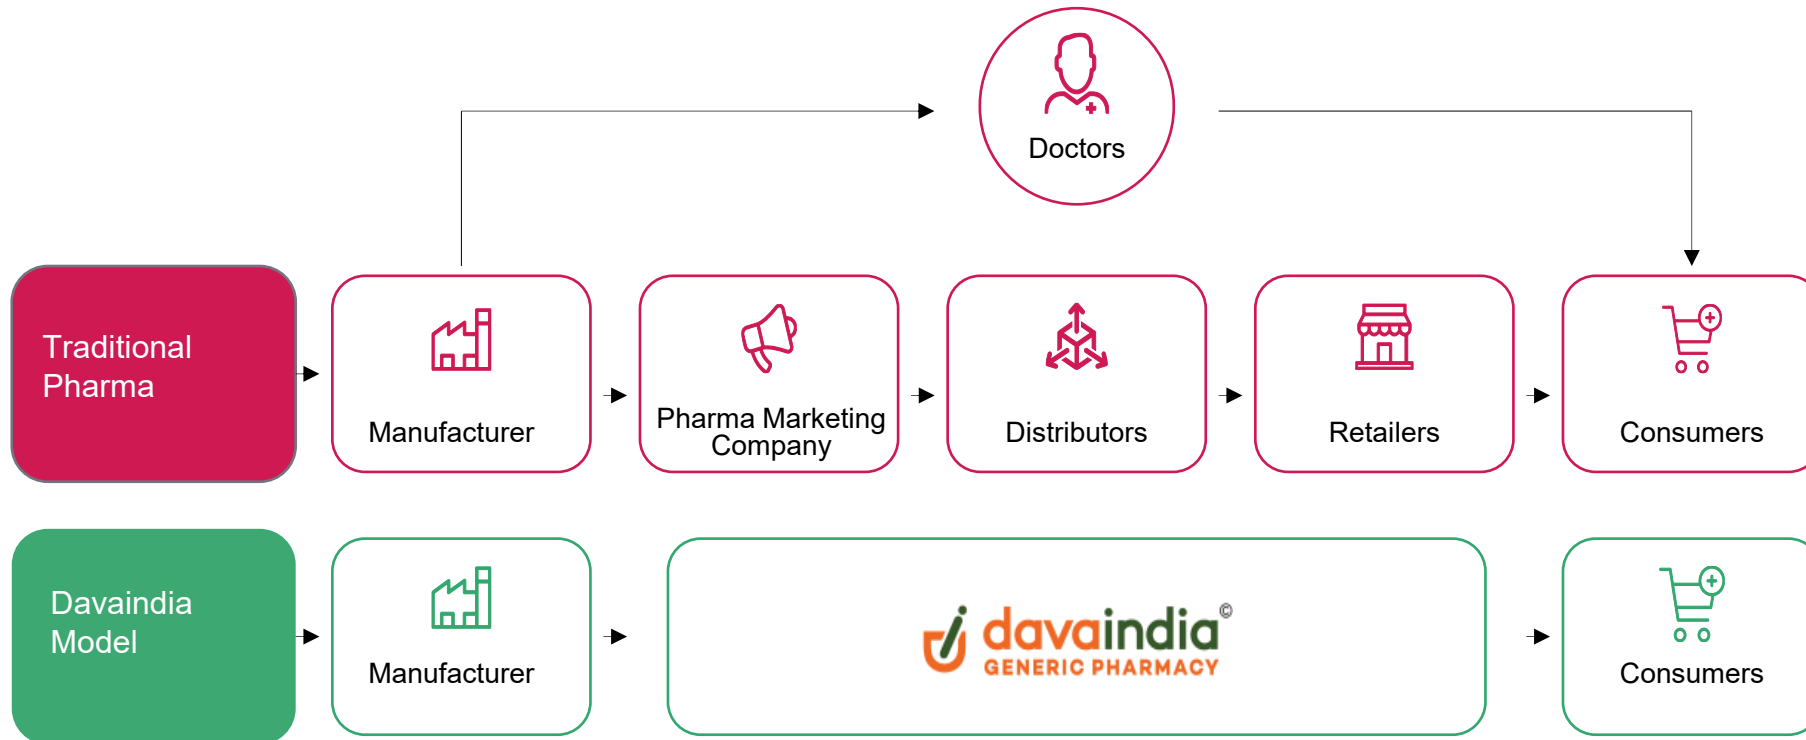 Doctors
Traditional
Pharma
Manufacturer
Pharma Marketing
Company
Distributors
Retailers
Consumers
Davaindia
Model
Manufacturer
davaindia©
GENERIC PHARMACY
Consumers